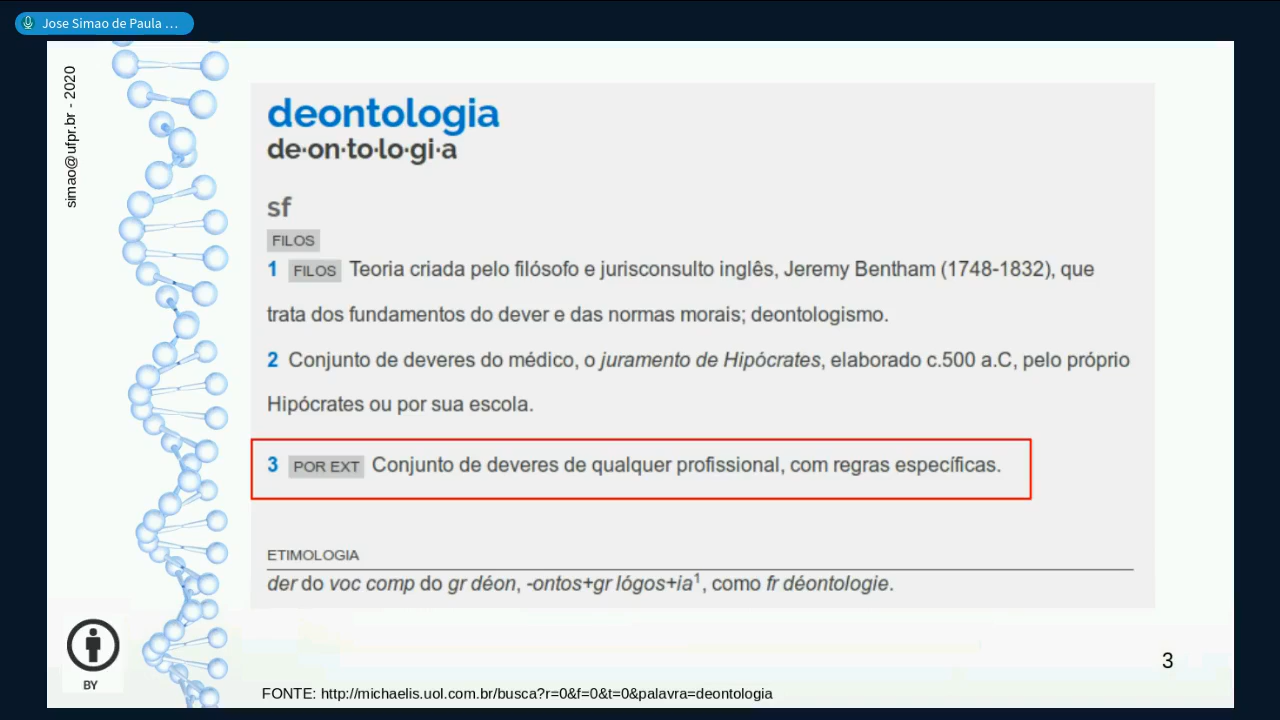 Jose Simao de Paula ...
simao@ufpr.br - 2020
deontologia
de·on·to·lo·gi·a
sf
FILOS
1 FILOS Teoria criada pelo filósofo e jurisconsulto inglês, Jeremy Bentham (1748-1832), que
trata dos fundamentos do dever e das normas morais; deontologismo.
2 Conjunto de deveres do médico, o juramento de Hipócrates, elaborado c.500 a.C, pelo próprio
Hipócrates ou por sua escola.
3 POR EXT Conjunto de deveres de qualquer profissional, com regras específicas.
ETIMOLOGIA
der do voc comp do gr déon, -ontos+gr lógos+ia¹, como fr déontologie.
BY
3
FONTE: http://michaelis.uol.com.br/busca?r=0&f=0&t=0&palavra=deontologia